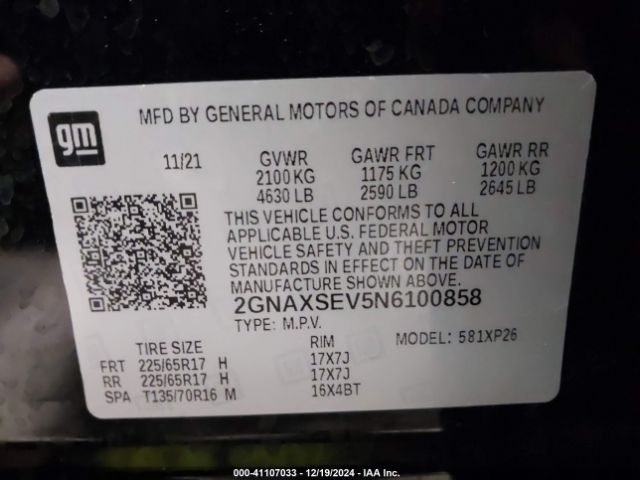 gm
MFD BY GENERAL MOTORS OF CANADA COMPANY
11/21 GVWR GAWR FRT GAWR RR
2100 KG 1175 KG 1200 KG
4630 LB 2590 LB 2645 LB
THIS VEHICLE CONFORMS TO ALL
APPLICABLE U.S. FEDERAL MOTOR
VEHICLE SAFETY AND THEFT PREVENTION
STANDARDS IN EFFECT ON THE DATE OF
MANUFACTURE SHOWN ABOVE.
2GNAXSEV5N6100858
TYPE: M.P.V. MODEL: 581XP26
TIRE SIZE RIM
FRT 225/65R17 H 17X7J
RR 225/65R17 H 17X7J
SPA T135/70R16 M 16X4BT
000-41107033 - 12/19/2024 - IAA Inc.